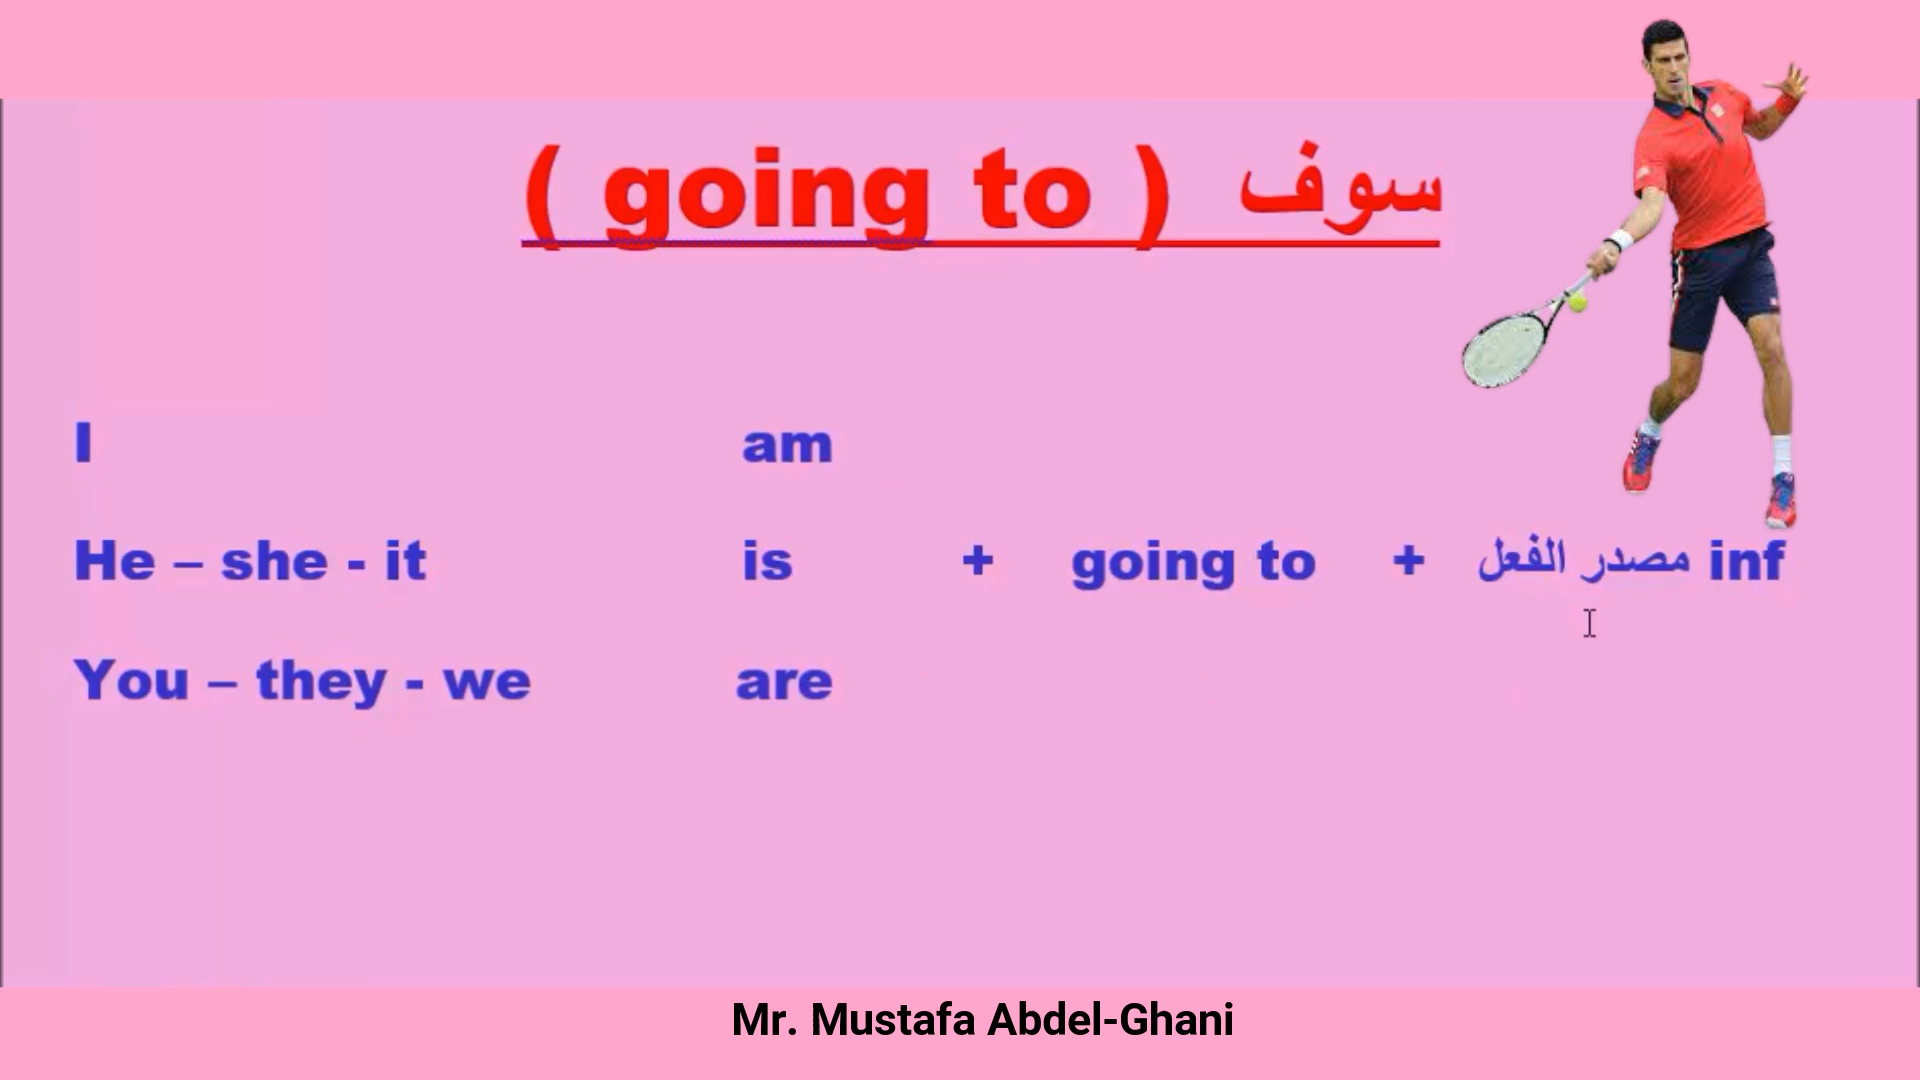 ( going to ) سوف
I am
He – she - it is + going to + مصدر الفعل inf
You – they - we are
Mr. Mustafa Abdel-Ghani